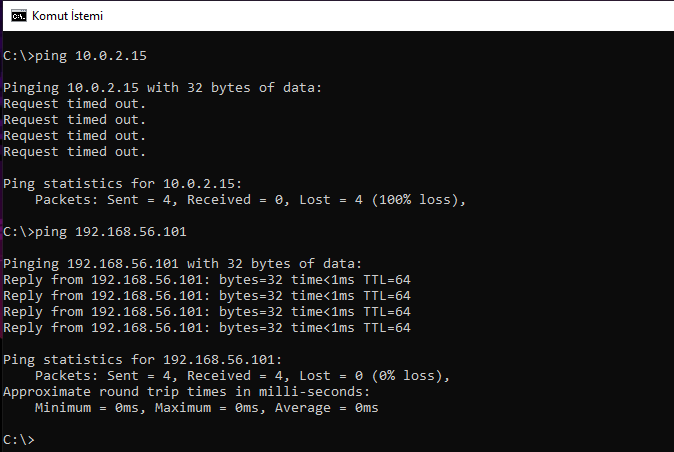 Komut İstemi
C:\>ping 10.0.2.15
Pinging 10.0.2.15 with 32 bytes of data:
Request timed out.
Request timed out.
Request timed out.
Request timed out.
Ping statistics for 10.0.2.15:
    Packets: Sent = 4, Received = 0, Lost = 4 (100% loss),
C:\>ping 192.168.56.101
Pinging 192.168.56.101 with 32 bytes of data:
Reply from 192.168.56.101: bytes=32 time<1ms TTL=64
Reply from 192.168.56.101: bytes=32 time<1ms TTL=64
Reply from 192.168.56.101: bytes=32 time<1ms TTL=64
Reply from 192.168.56.101: bytes=32 time<1ms TTL=64
Ping statistics for 192.168.56.101:
    Packets: Sent = 4, Received = 4, Lost = 0 (0% loss),
Approximate round trip times in milli-seconds:
    Minimum = 0ms, Maximum = 0ms, Average = 0ms
C:\>